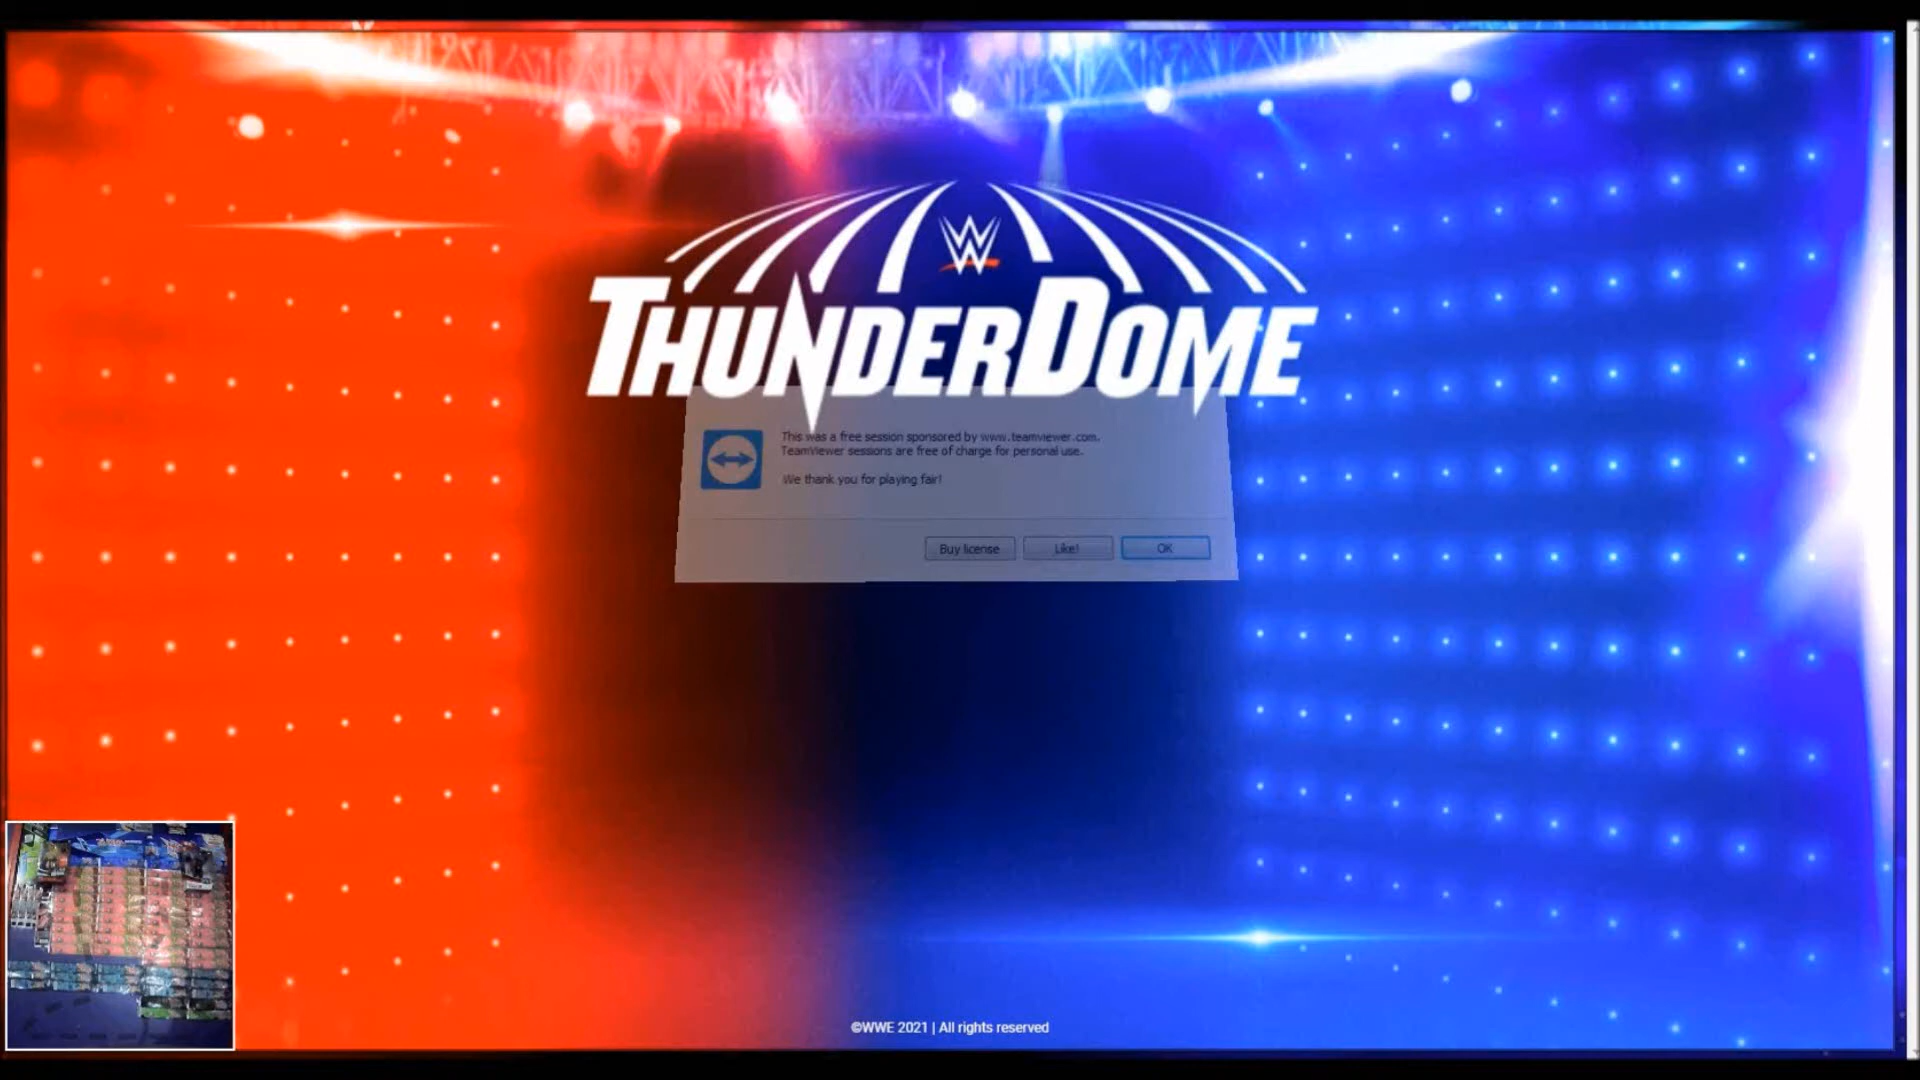 W
THUNDERDOME
This was a free session sponsored by www.teamviewer.com.
TeamViewer sessions are free of charge for personal use.
We thank you for playing fair!
Buy license
Like!
OK
©WWE 2021 | All rights reserved